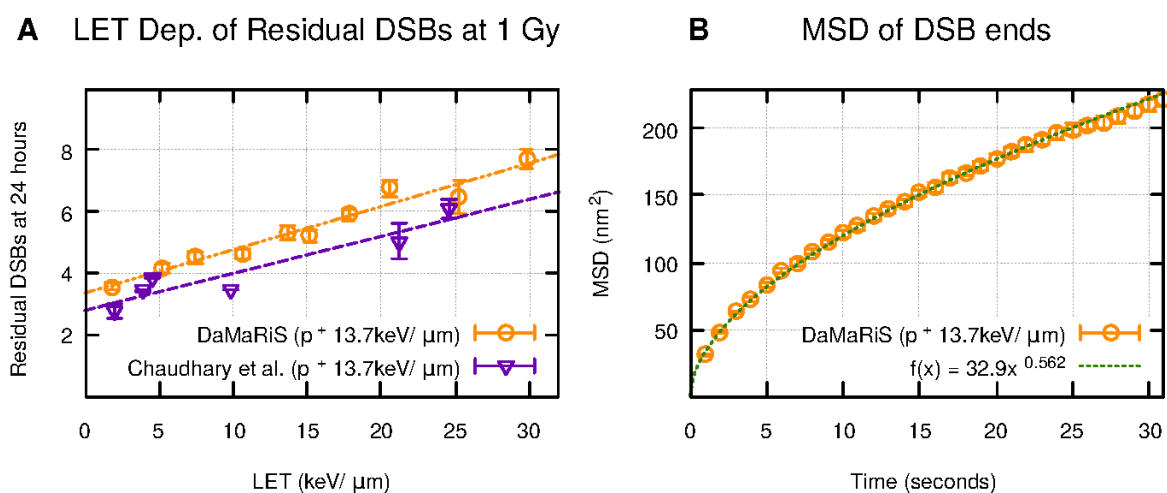 A LET Dep. of Residual DSBs at 1 Gy
Residual DSBs at 24 hours
8
6
4
2
DaMaRiS (p + 13.7keV/ μm)
Chaudhary et al. (p + 13.7keV/ μm)
0 5 10 15 20 25 30
LET (keV/ μm)
B MSD of DSB ends
MSD (nm²)
200
150
100
50
DaMaRiS (p + 13.7keV/ μm)
f(x) = 32.9x 0.562
0 5 10 15 20 25 30
Time (seconds)